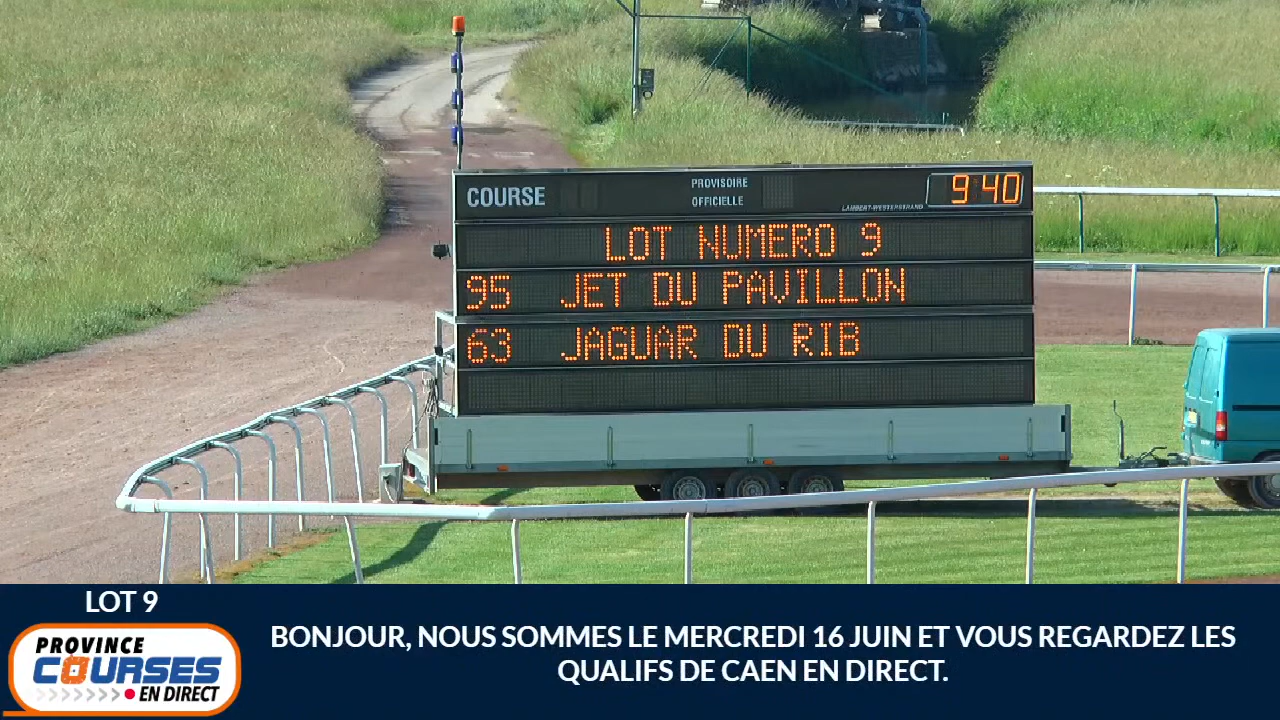 COURSE
PROVISOIRE
OFFICIELLE
9:40
LAMBERT-WESTERSTRAND
LOT NUMERO 9
95 JET DU PAVILLON
63 JAGUAR DU RIB
LOT 9
PROVINCE
COURSES
EN DIRECT
BONJOUR, NOUS SOMMES LE MERCREDI 16 JUIN ET VOUS REGARDEZ LES
QUALIFS DE CAEN EN DIRECT.